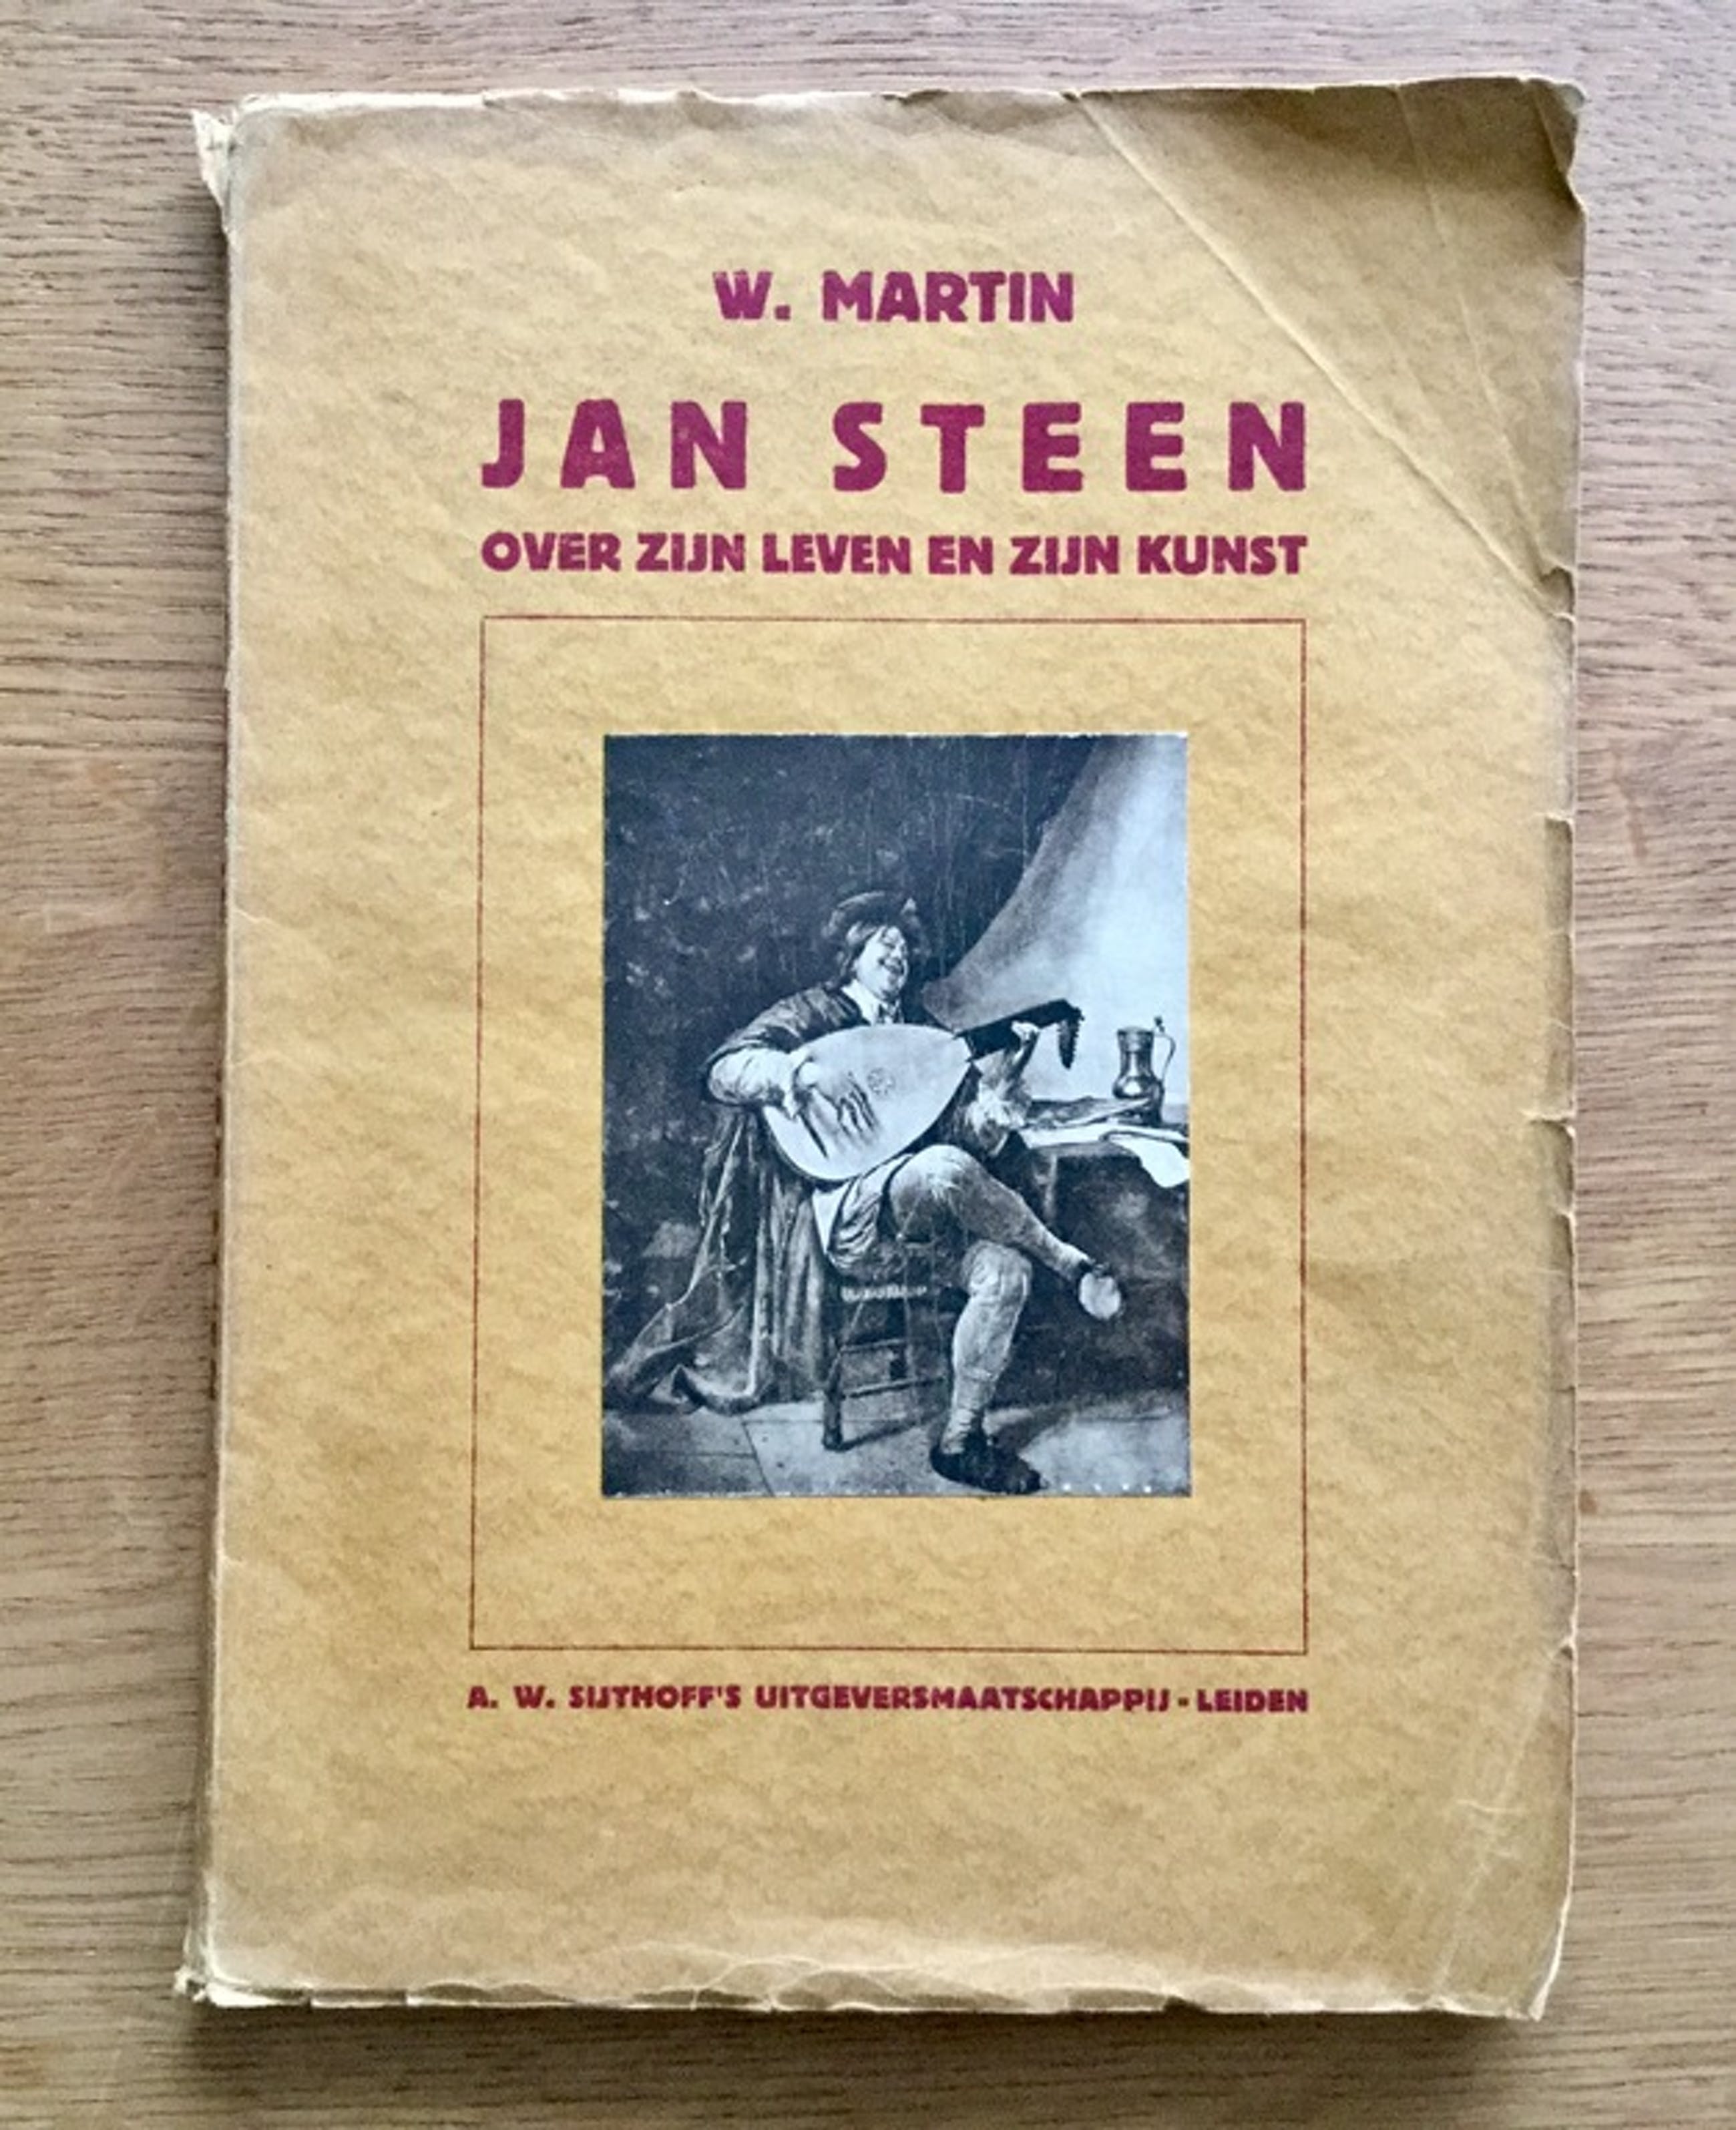 W. MARTIN
JAN STEEN
OVER ZIJN LEVEN EN ZIJN KUNST
A. W. SIJTHOFF'S UITGEVERSMAATSCHAPPIJ - LEIDEN